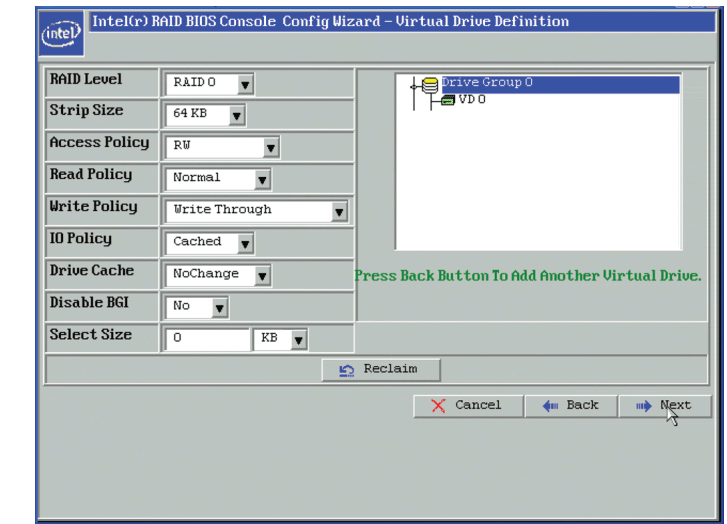 intel
Intel(r) RAID BIOS Console Config Wizard – Virtual Drive Definition
RAID Level RAID 0
Strip Size 64 KB
Access Policy RW
Read Policy Normal
Write Policy Write Through
IO Policy Cached
Drive Cache NoChange
Disable BGI No
Select Size 0 KB
Drive Group 0
VD 0
Press Back Button To Add Another Virtual Drive.
Reclaim
Cancel Back Next